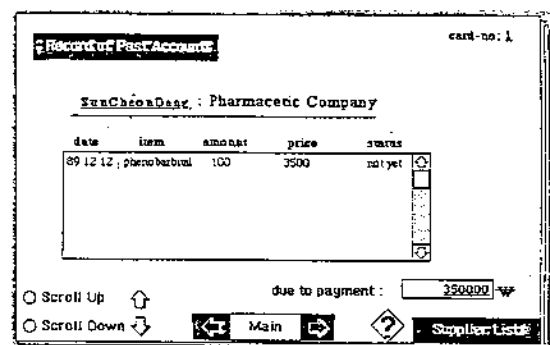 card-no: 1
Record of Past Accounts
SunCheonDang : Pharmacetic Company
date item amount price status
89 12 12 ; phenobarbital 100 3500 not yet
due to payment : 350000 ₩
Scroll Up
Scroll Down Main ? Supplier Lists